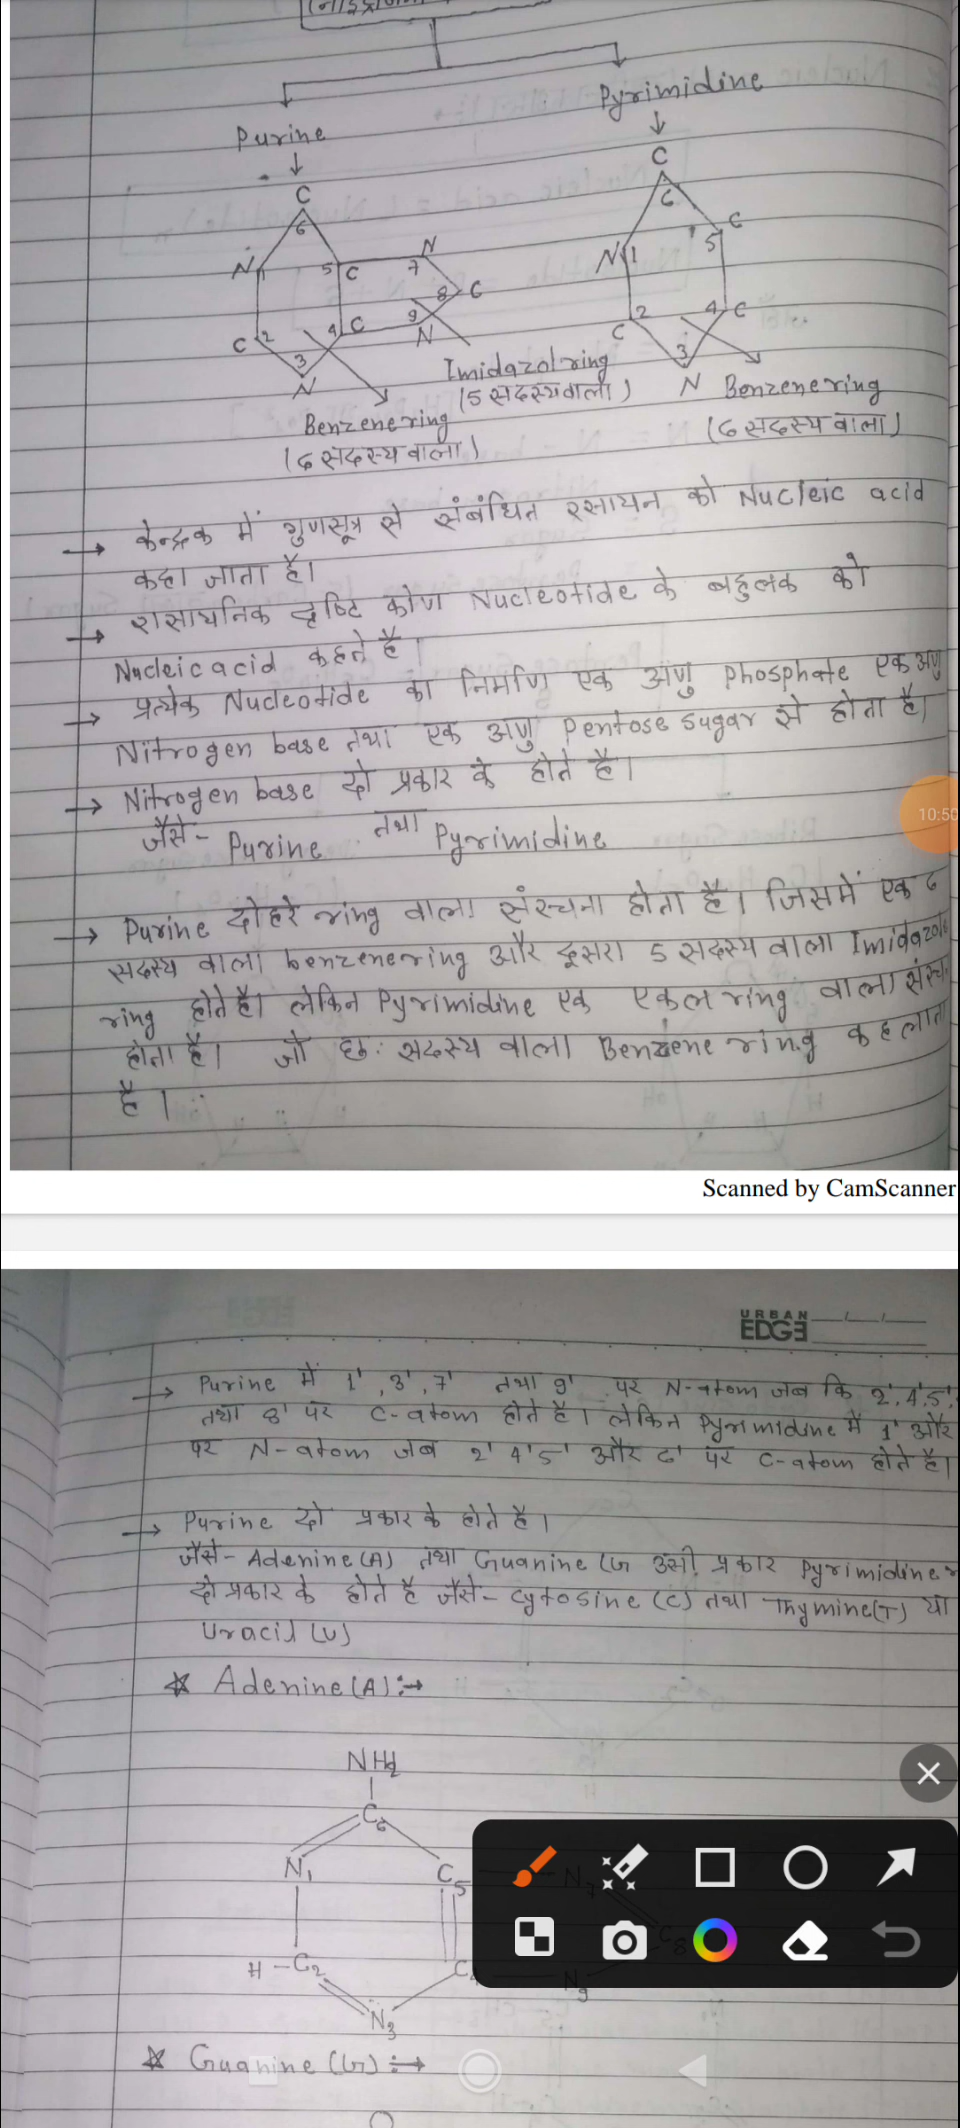 Purine
Pyrimidine
C
6
N 1
5 C
N
7
8 C
C 2
4 C
9
N
3
N
C
6
N 1
5 C
2
C
4 C
3
N
Imidazol ring
(5 सदस्य वाला)
Benzene ring
(6 सदस्य वाला)
Benzene ring
(6 सदस्य वाला)
→ केन्द्रक में गुणसूत्र से संबंधित रसायन को Nucleic acid
कहा जाता है।
→ रासायनिक दृष्टि कोण Nucleotide के बहुलक को
Nucleic acid कहते है।
→ प्रत्येक Nucleotide का निर्माण एक अणु phosphate एक अणु
Nitrogen base तथा एक अणु pentose sugar से होता है।
→ Nitrogen base दो प्रकार के होते है।
जैसे- Purine तथा Pyrimidine
→ Purine दोहरे ring वाला संरचना होता है। जिसमें एक 6
सदस्य वाला benzene ring और दूसरा 5 सदस्य वाला Imidazole
ring होते है। लेकिन Pyrimidine एक एकल ring वाला
होता है। जो छः सदस्य वाला Benzene ring कहलाता
है।
10:50
Scanned by CamScanner
URBAN
EDGE
→ Purine में 1', 3', 7' तथा 9' पर N-atom जब कि 2', 4', 5',
तथा 8' पर C-atom होते है। लेकिन Pyrimidine में 1' और
पर N-atom जब 2' 4' 5' और 6' पर C-atom होते है।
→ Purine दो प्रकार के होते है।
जैसे- Adenine (A) तथा Guanine (G उसी प्रकार Pyrimidine
दो प्रकार के होते है जैसे- Cytosine (C) तथा Thymine(T) या
Uracil (U)
* Adenine (A):→
NH2
C6
N1
C5
N7
C8
H-C2
C4
N9
N3
* Guanine (G):→